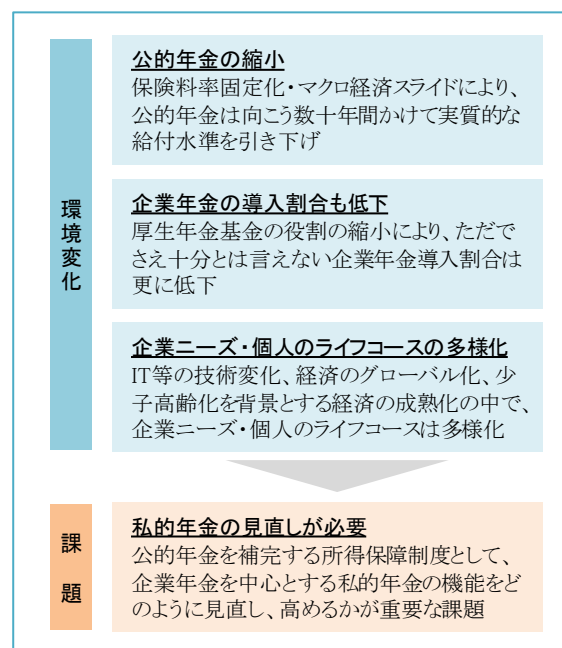 環境変化
公的年金の縮小
保険料率固定化・マクロ経済スライドにより、
公的年金は向こう数十年間かけて実質的な
給付水準を引き下げ
企業年金の導入割合も低下
厚生年金基金の役割の縮小により、ただで
さえ十分とは言えない企業年金導入割合は
更に低下
企業ニーズ・個人のライフコースの多様化
IT等の技術変化、経済のグローバル化、少
子高齢化を背景とする経済の成熟化の中で、
企業ニーズ・個人のライフコースは多様化
課題
私的年金の見直しが必要
公的年金を補完する所得保障制度として、
企業年金を中心とする私的年金の機能をど
のように見直し、高めるかが重要な課題